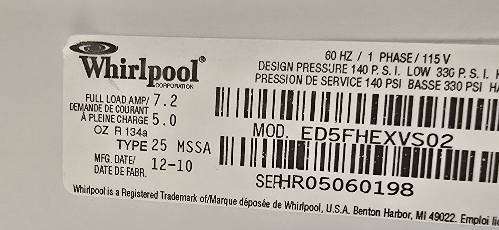 Whirlpool®
CORPORATION
60 HZ / 1 PHASE / 115 V
DESIGN PRESSURE 140 P.S.I. LOW 330 P.S.I.
PRESSION DE SERVICE 140 PSI BASSE 330 PSI
FULL LOAD AMP/ 7.2
DEMANDE DE COURANT
À PLEINE CHARGE 5.0
OZ R 134a
TYPE 25 MSSA
MFG. DATE/ 12-10
DATE DE FABR.
MOD. ED5FHEXVS02
SER HR05060198
Whirlpool is a Registered Trademark of/Marque déposée de Whirlpool, U.S.A. Benton Harbor, MI 49022. Emploi